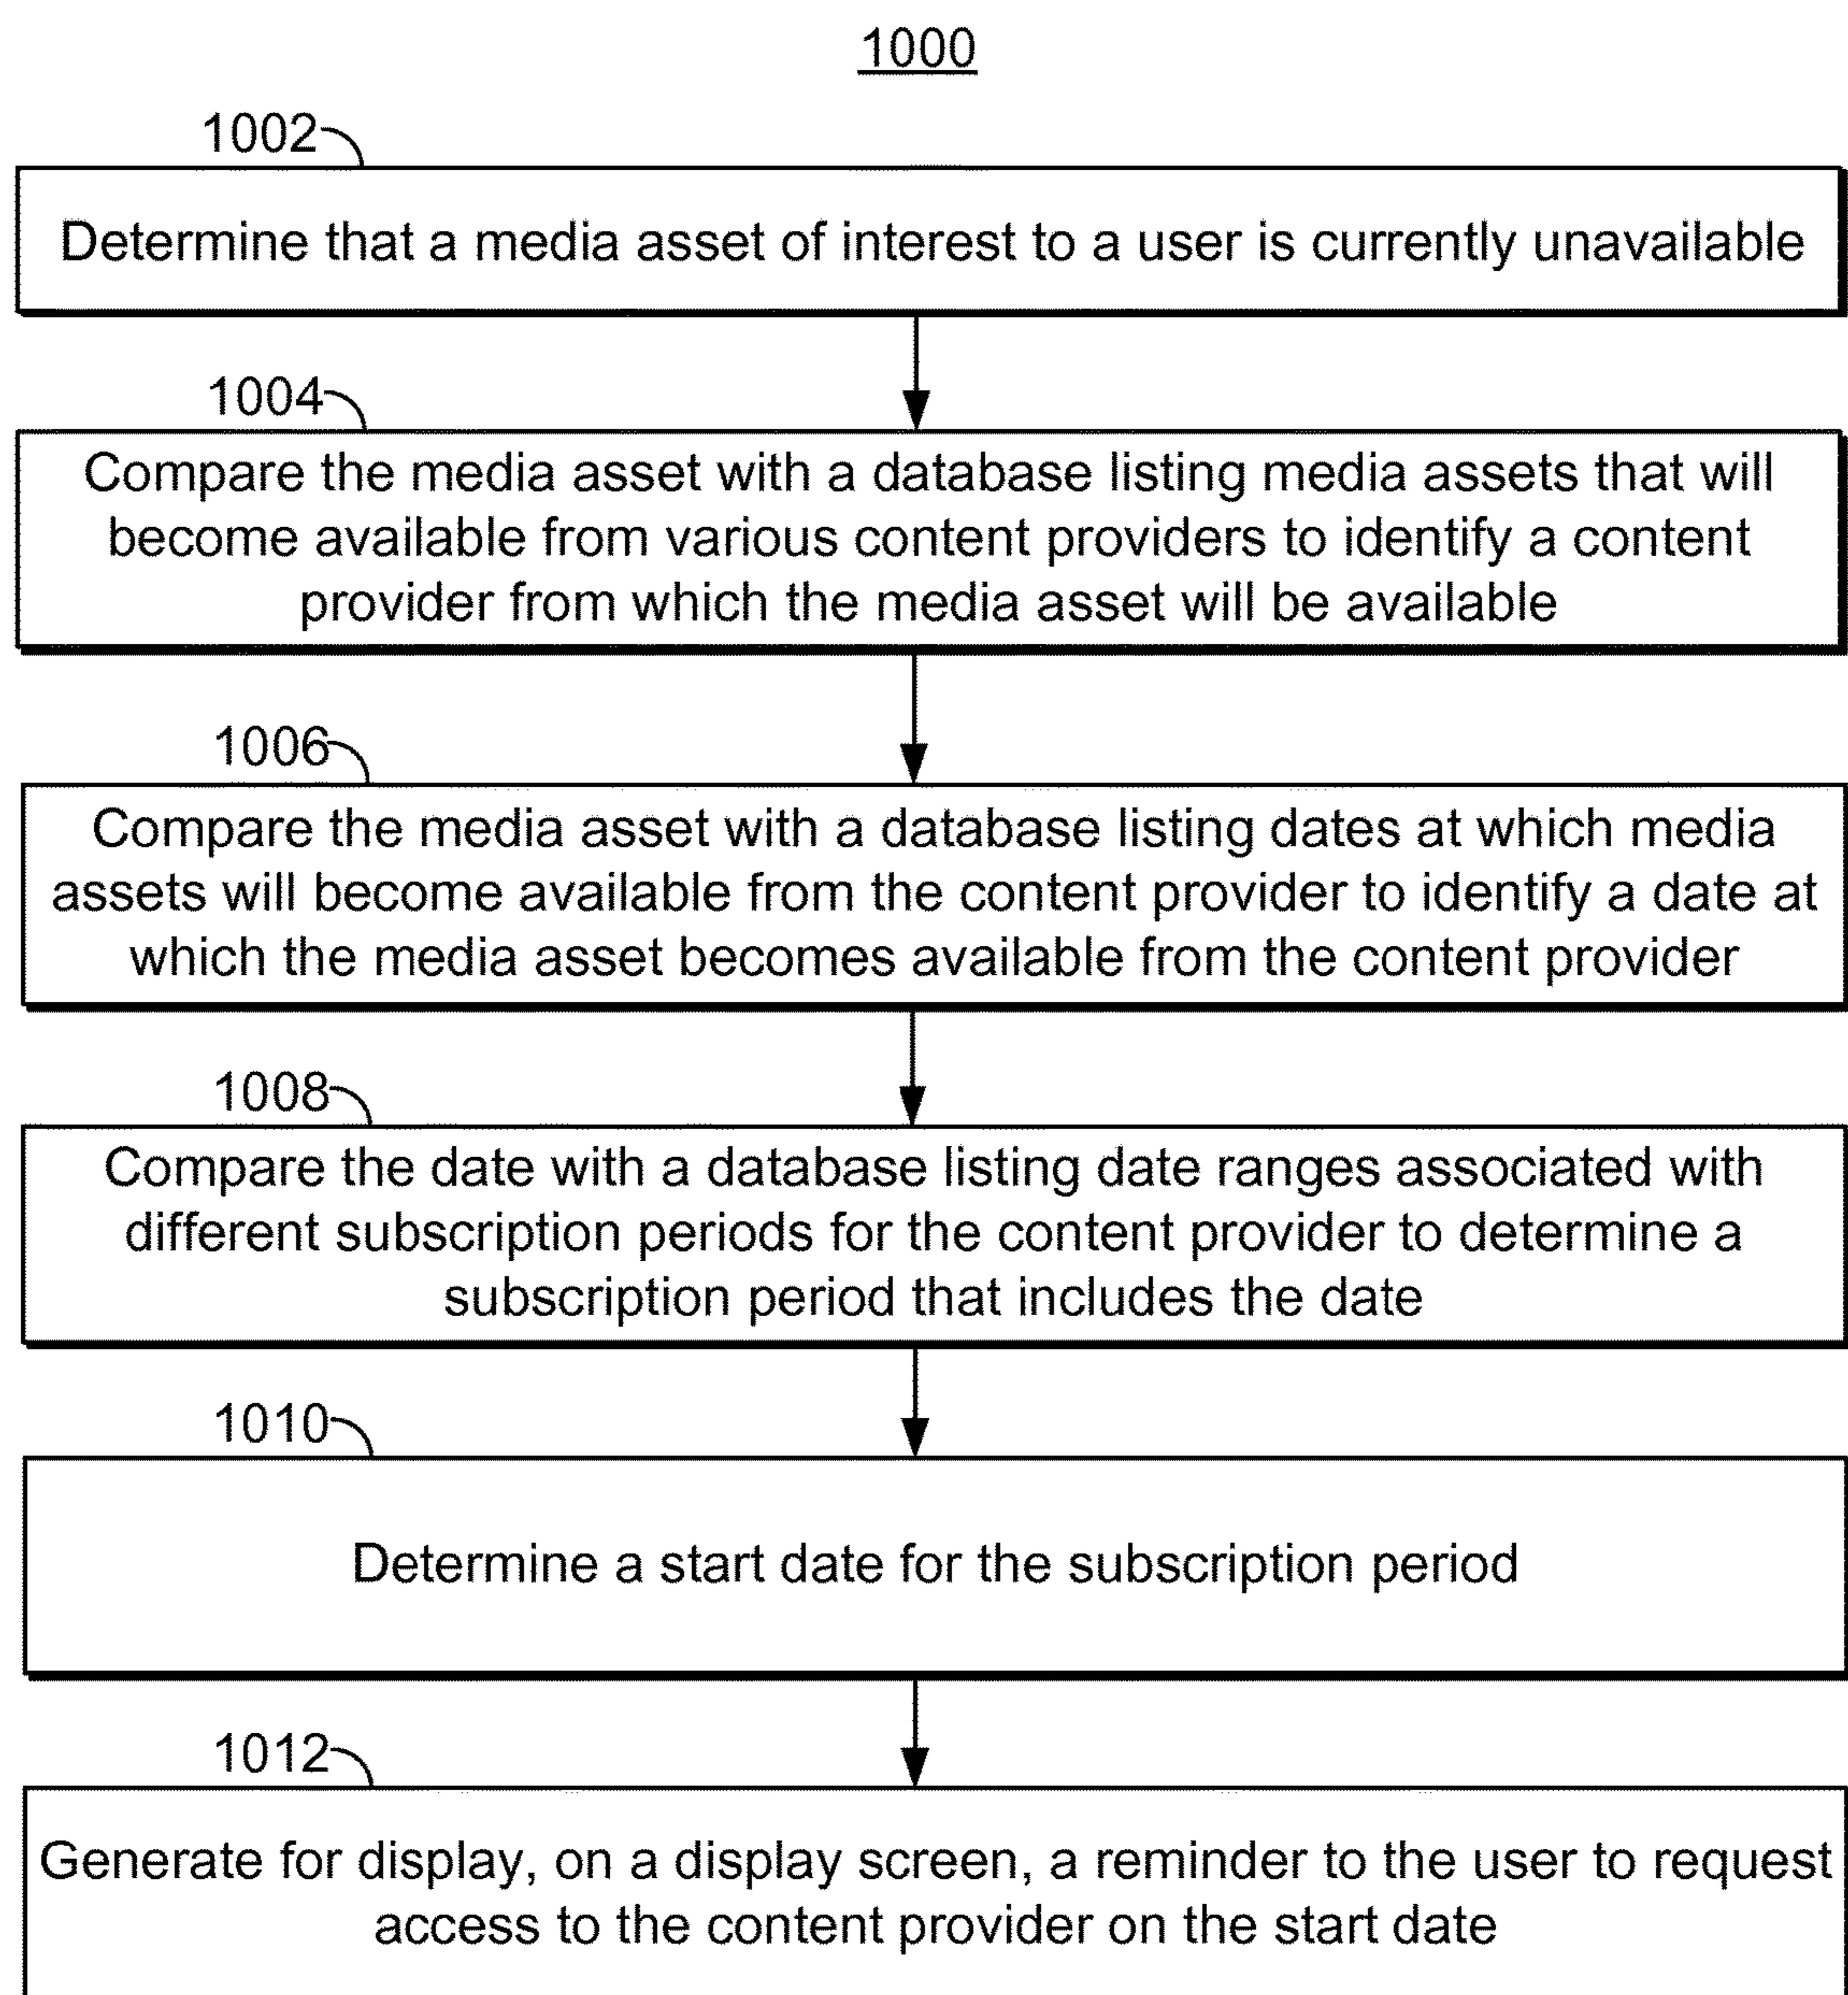 1000
1002
Determine that a media asset of interest to a user is currently unavailable
1004
Compare the media asset with a database listing media assets that will
become available from various content providers to identify a content
provider from which the media asset will be available
1006
Compare the media asset with a database listing dates at which media
assets will become available from the content provider to identify a date at
which the media asset becomes available from the content provider
1008
Compare the date with a database listing date ranges associated with
different subscription periods for the content provider to determine a
subscription period that includes the date
1010
Determine a start date for the subscription period
1012
Generate for display, on a display screen, a reminder to the user to request
access to the content provider on the start date